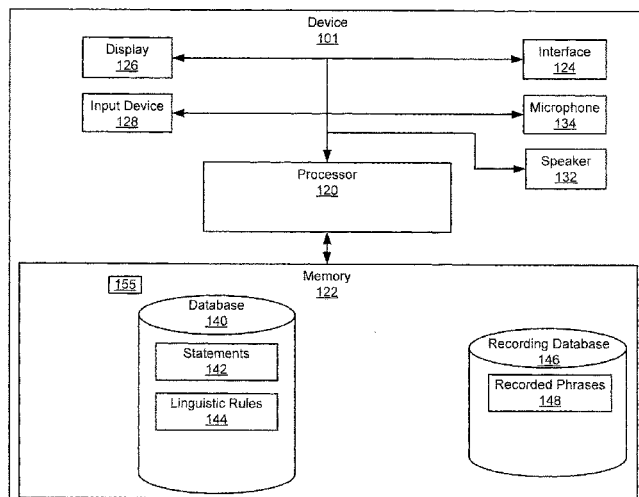 Device
101
Display
126
Interface
124
Input Device
128
Microphone
134
Speaker
132
Processor
120
Memory
122
155
Database
140
Statements
142
Linguistic Rules
144
Recording Database
146
Recorded Phrases
148